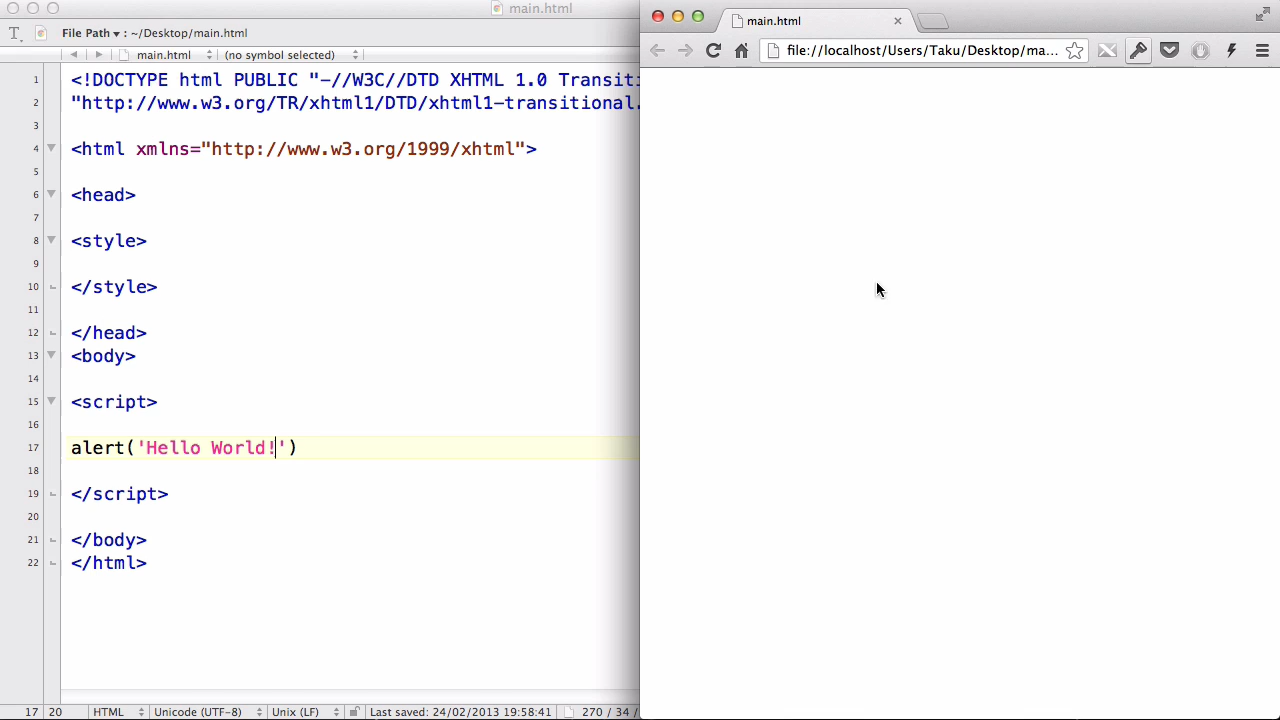 main.html
File Path : ~/Desktop/main.html
main.html
(no symbol selected)
1 <!DOCTYPE html PUBLIC "-//W3C//DTD XHTML 1.0 Transiti
2 "http://www.w3.org/TR/xhtml1/DTD/xhtml1-transitional.
3
4 <html xmlns="http://www.w3.org/1999/xhtml">
5
6 <head>
7
8 <style>
9
10 </style>
11
12 </head>
13 <body>
14
15 <script>
16
17 alert('Hello World!')
18
19 </script>
20
21 </body>
22 </html>
17 20 HTML Unicode (UTF-8) Unix (LF) Last saved: 24/02/2013 19:58:41 270 / 34 /
main.html
file://localhost/Users/Taku/Desktop/ma...